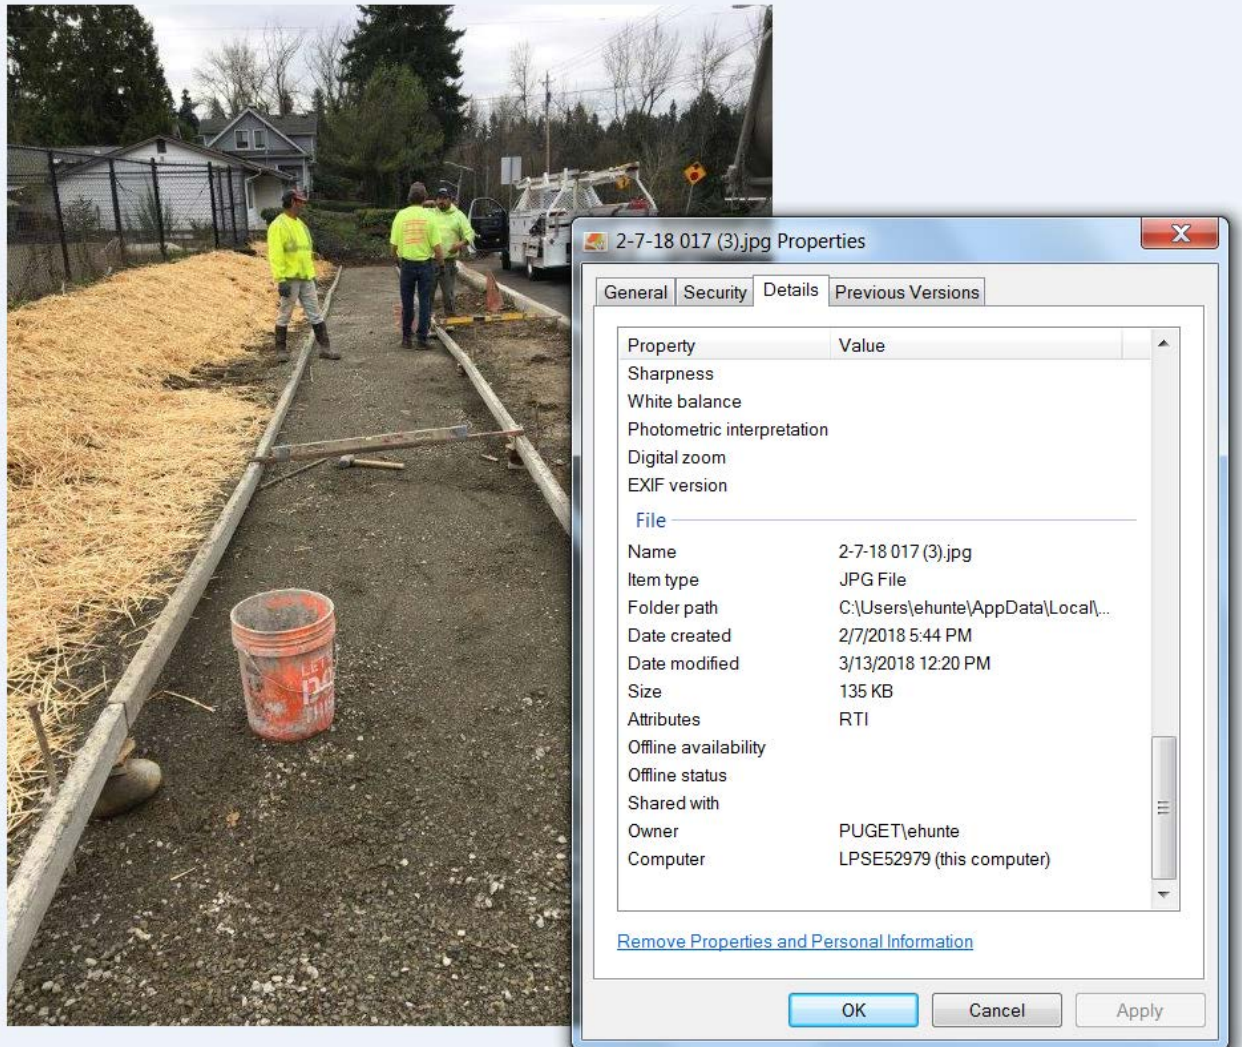 2-7-18 017 (3).jpg Properties
X
General Security Details Previous Versions
Property Value
Sharpness
White balance
Photometric interpretation
Digital zoom
EXIF version
File
Name 2-7-18 017 (3).jpg
Item type JPG File
Folder path C:\Users\ehunte\AppData\Local\...
Date created 2/7/2018 5:44 PM
Date modified 3/13/2018 12:20 PM
Size 135 KB
Attributes RTI
Offline availability
Offline status
Shared with
Owner PUGET\ehunte
Computer LPSE52979 (this computer)
Remove Properties and Personal Information
OK Cancel Apply